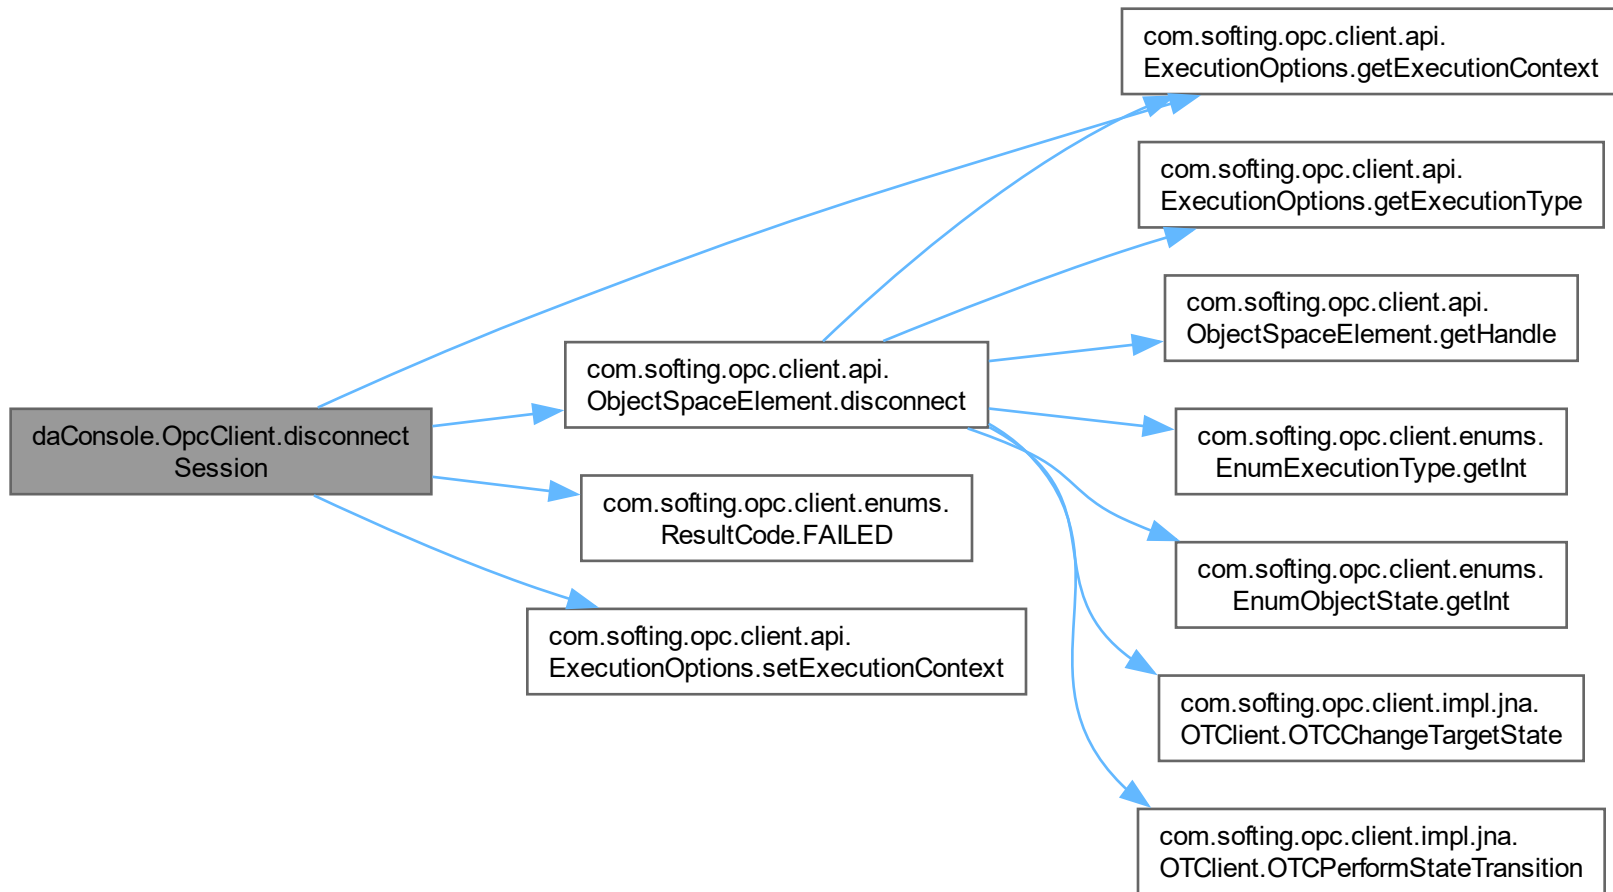 com.softing.opc.client.api.
ExecutionOptions.getExecutionContext
com.softing.opc.client.api.
ExecutionOptions.getExecutionType
com.softing.opc.client.api.
ObjectSpaceElement.getHandle
com.softing.opc.client.api.
ObjectSpaceElement.disconnect
daConsole.OpcClient.disconnect
Session
com.softing.opc.client.enums.
EnumExecutionType.getInt
com.softing.opc.client.enums.
ResultCode.FAILED
com.softing.opc.client.enums.
EnumObjectState.getInt
com.softing.opc.client.api.
ExecutionOptions.setExecutionContext
com.softing.opc.client.impl.jna.
OTClient.OTCChangeTargetState
com.softing.opc.client.impl.jna.
OTClient.OTCPerformStateTransition